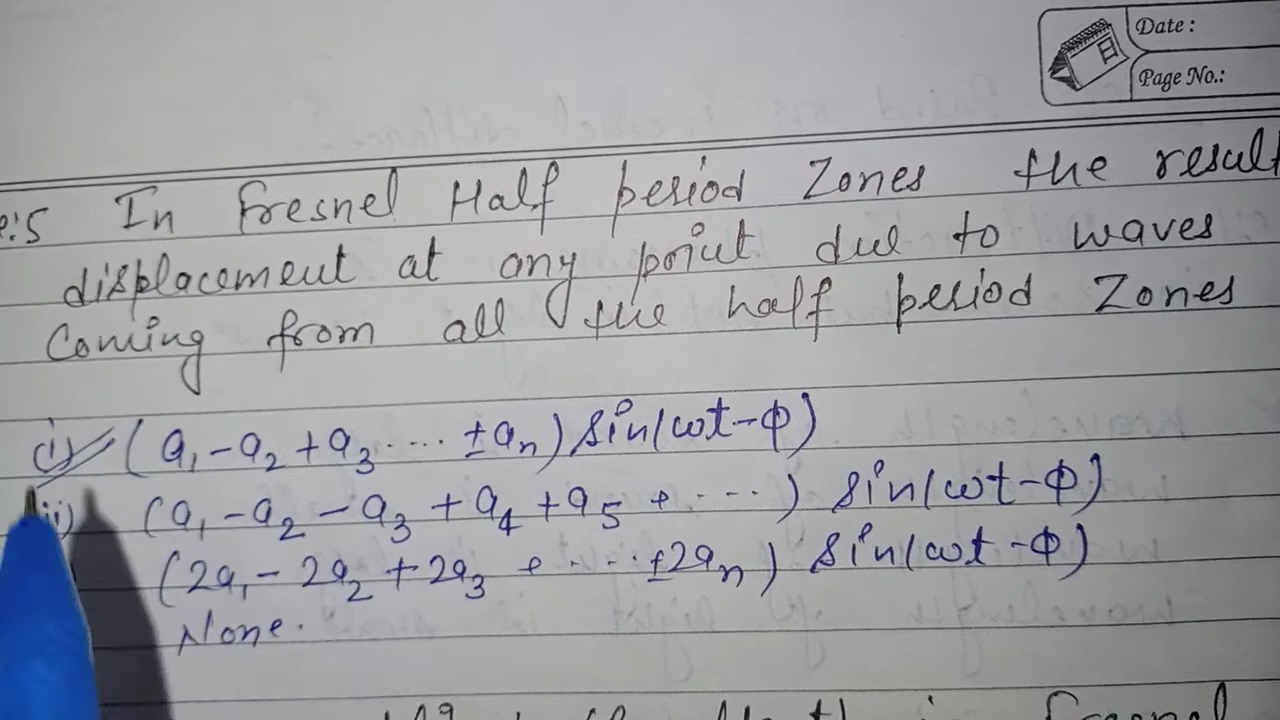 Date :
Page No.:
In Fresnel Half period Zones the result
displacement at any point due to waves
Coming from all the half period Zones
(i) (a₁ - a₂ + a₃ .... ± aₙ) sin(ωt - Φ)
ii) (a₁ - a₂ - a₃ + a₄ + a₅ + ....) sin(ωt - Φ)
(2a₁ - 2a₂ + 2a₃ + .... ± 2aₙ) sin(ωt - Φ)
None.